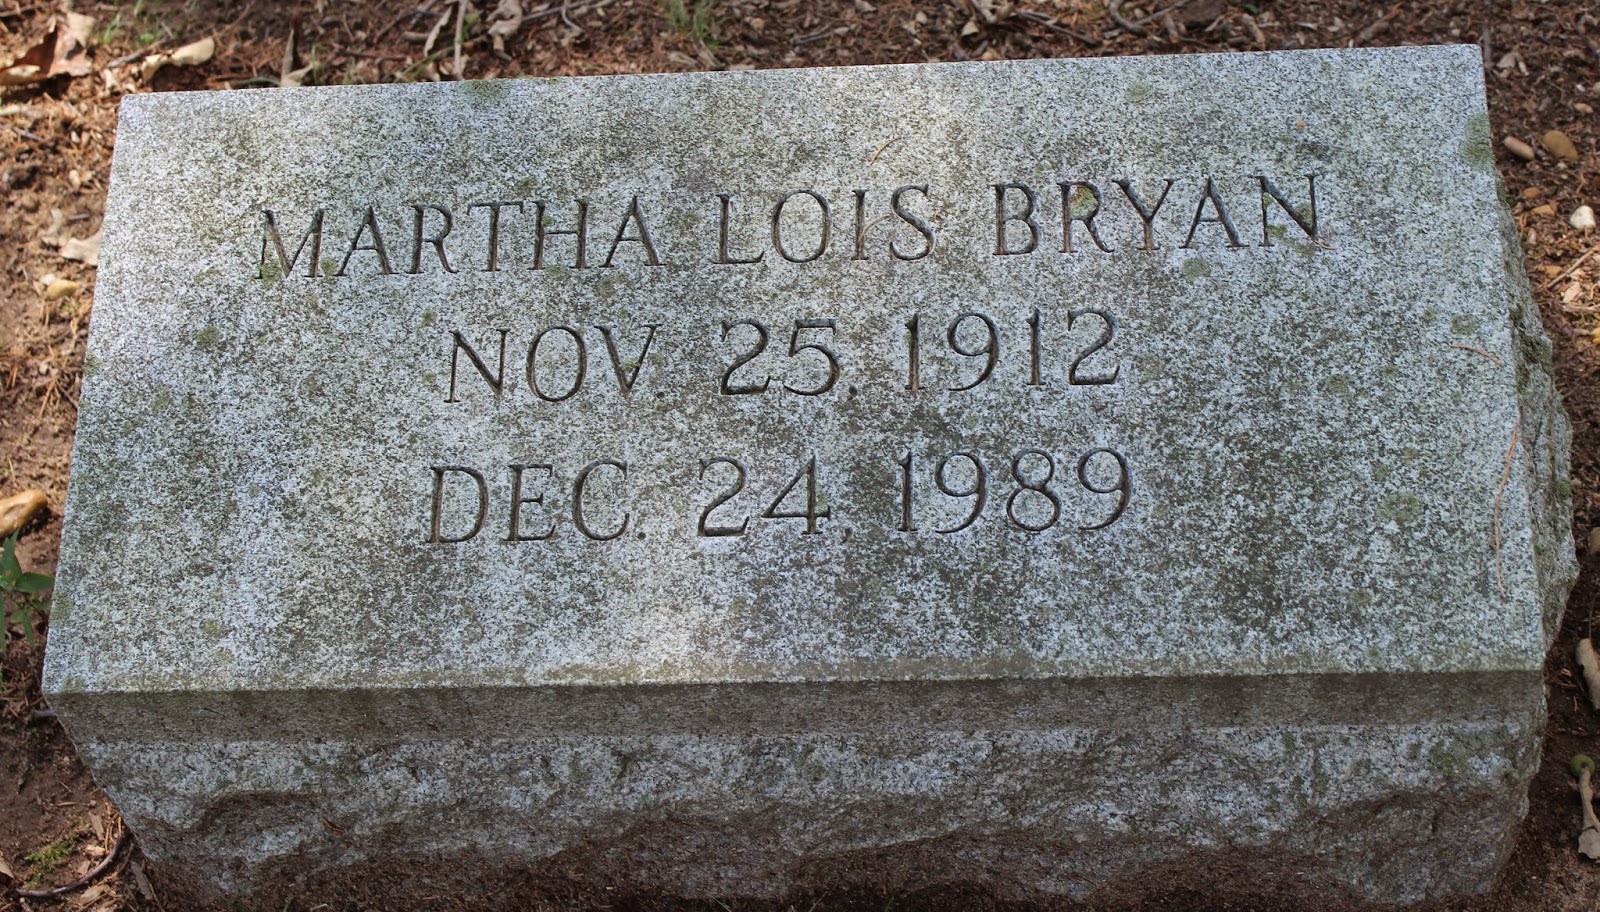 MARTHA LOIS BRYAN
NOV 25, 1912
DEC. 24, 1989